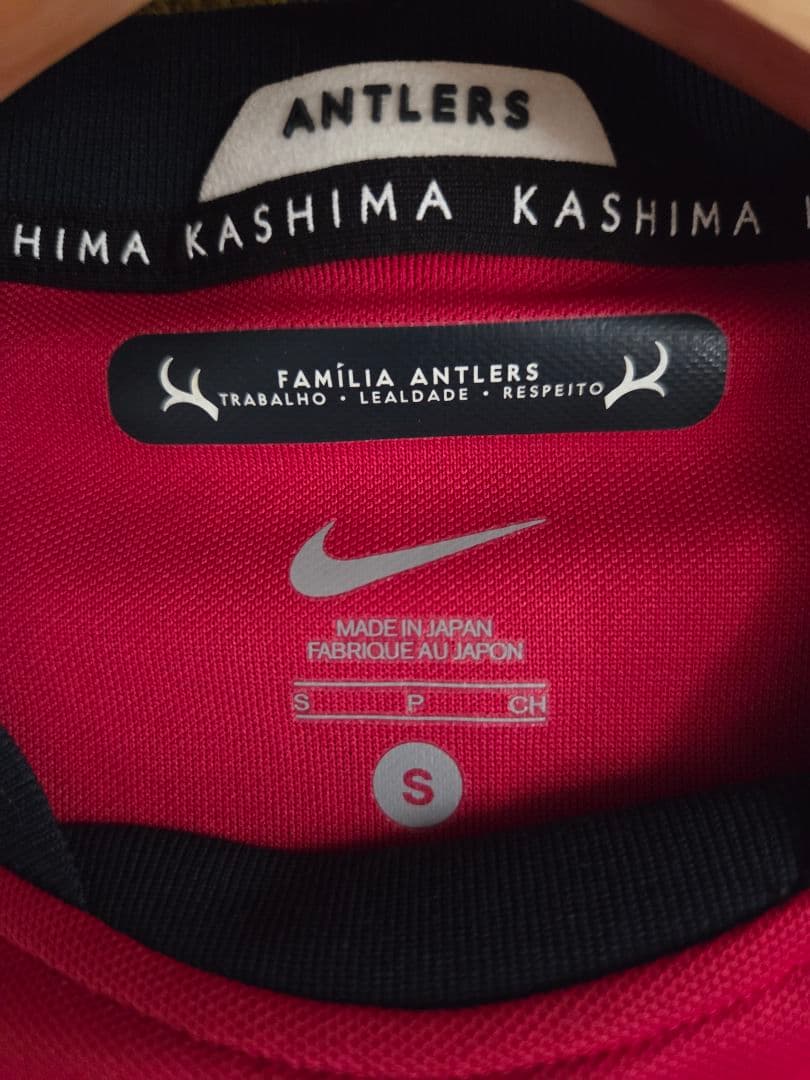 ANTLERS
HIMA KASHIMA KASHIMA
FAMÍLIA ANTLERS
TRABALHO • LEALDADE • RESPEITO
MADE IN JAPAN
FABRIQUE AU JAPON
S P CH
S